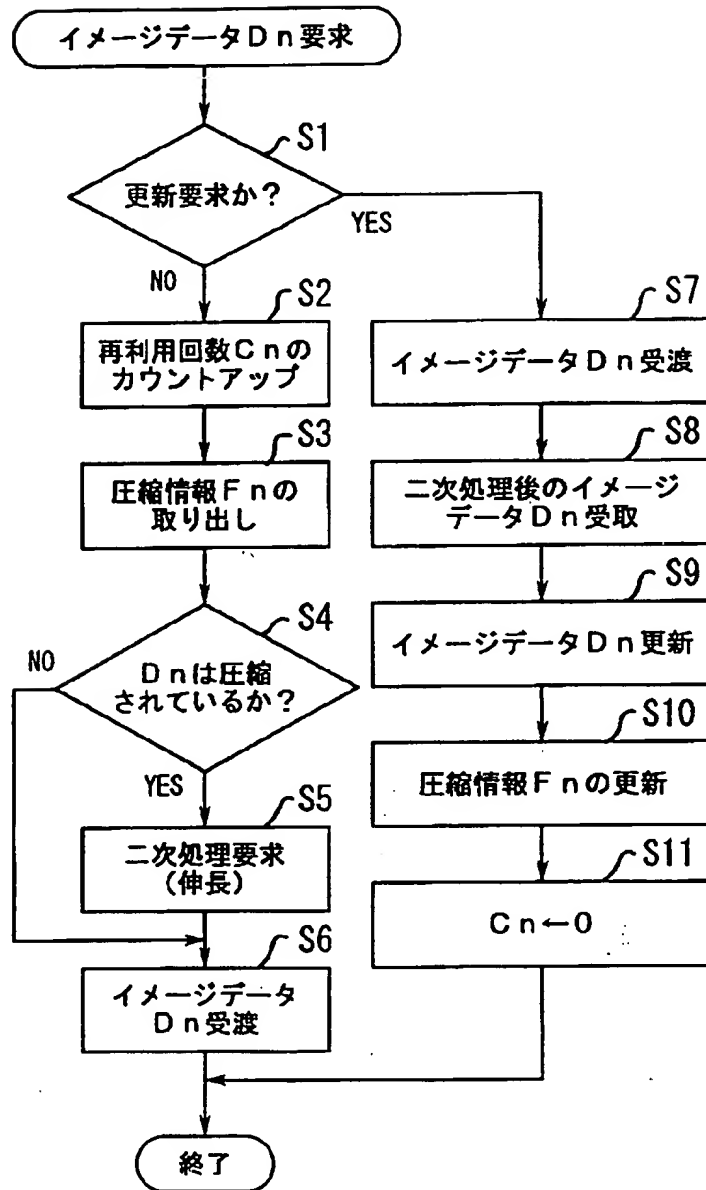 イメージデータDn要求
S1
更新要求か？
YES
NO
S2
再利用回数Cnの
カウントアップ
S3
圧縮情報Fnの
取り出し
S4
NO
Dnは圧縮
されているか？
YES
S5
二次処理要求
(伸長)
S6
イメージデータ
Dn受渡
S7
イメージデータDn受渡
S8
二次処理後のイメージ
データDn受取
S9
イメージデータDn更新
S10
圧縮情報Fnの更新
S11
Cn←0
終了